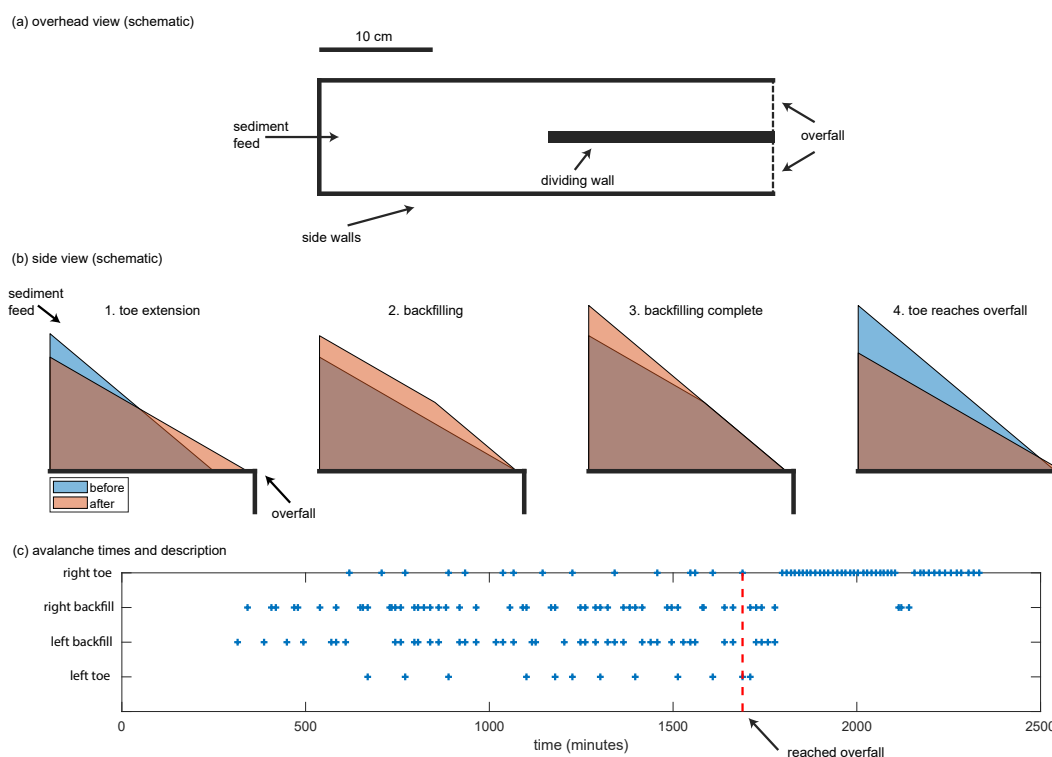 (a) overhead view (schematic)
10 cm
sediment
feed
overfall
dividing wall
side walls
(b) side view (schematic)
sediment
feed
1. toe extension
2. backfilling
3. backfilling complete
4. toe reaches overfall
before
after
overfall
(c) avalanche times and description
right toe
right backfill
left backfill
left toe
0
500
1000
1500
2000
2500
time (minutes)
reached overfall